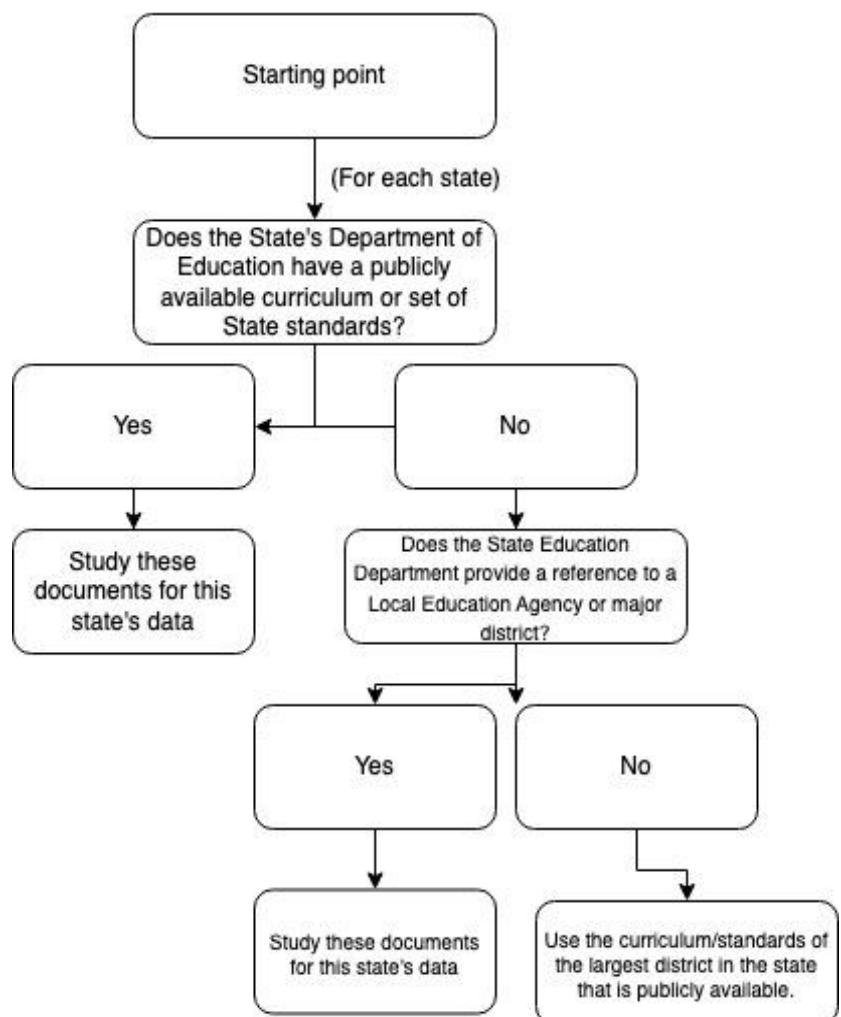 Starting point
(For each state)
Does the State's Department of
Education have a publicly
available curriculum or set of
State standards?
Yes
No
Study these
documents for this
state's data
Does the State Education
Department provide a reference to a
Local Education Agency or major
district?
Yes
No
Study these documents
for this state's data
Use the curriculum/standards of
the largest district in the state
that is publicly available.